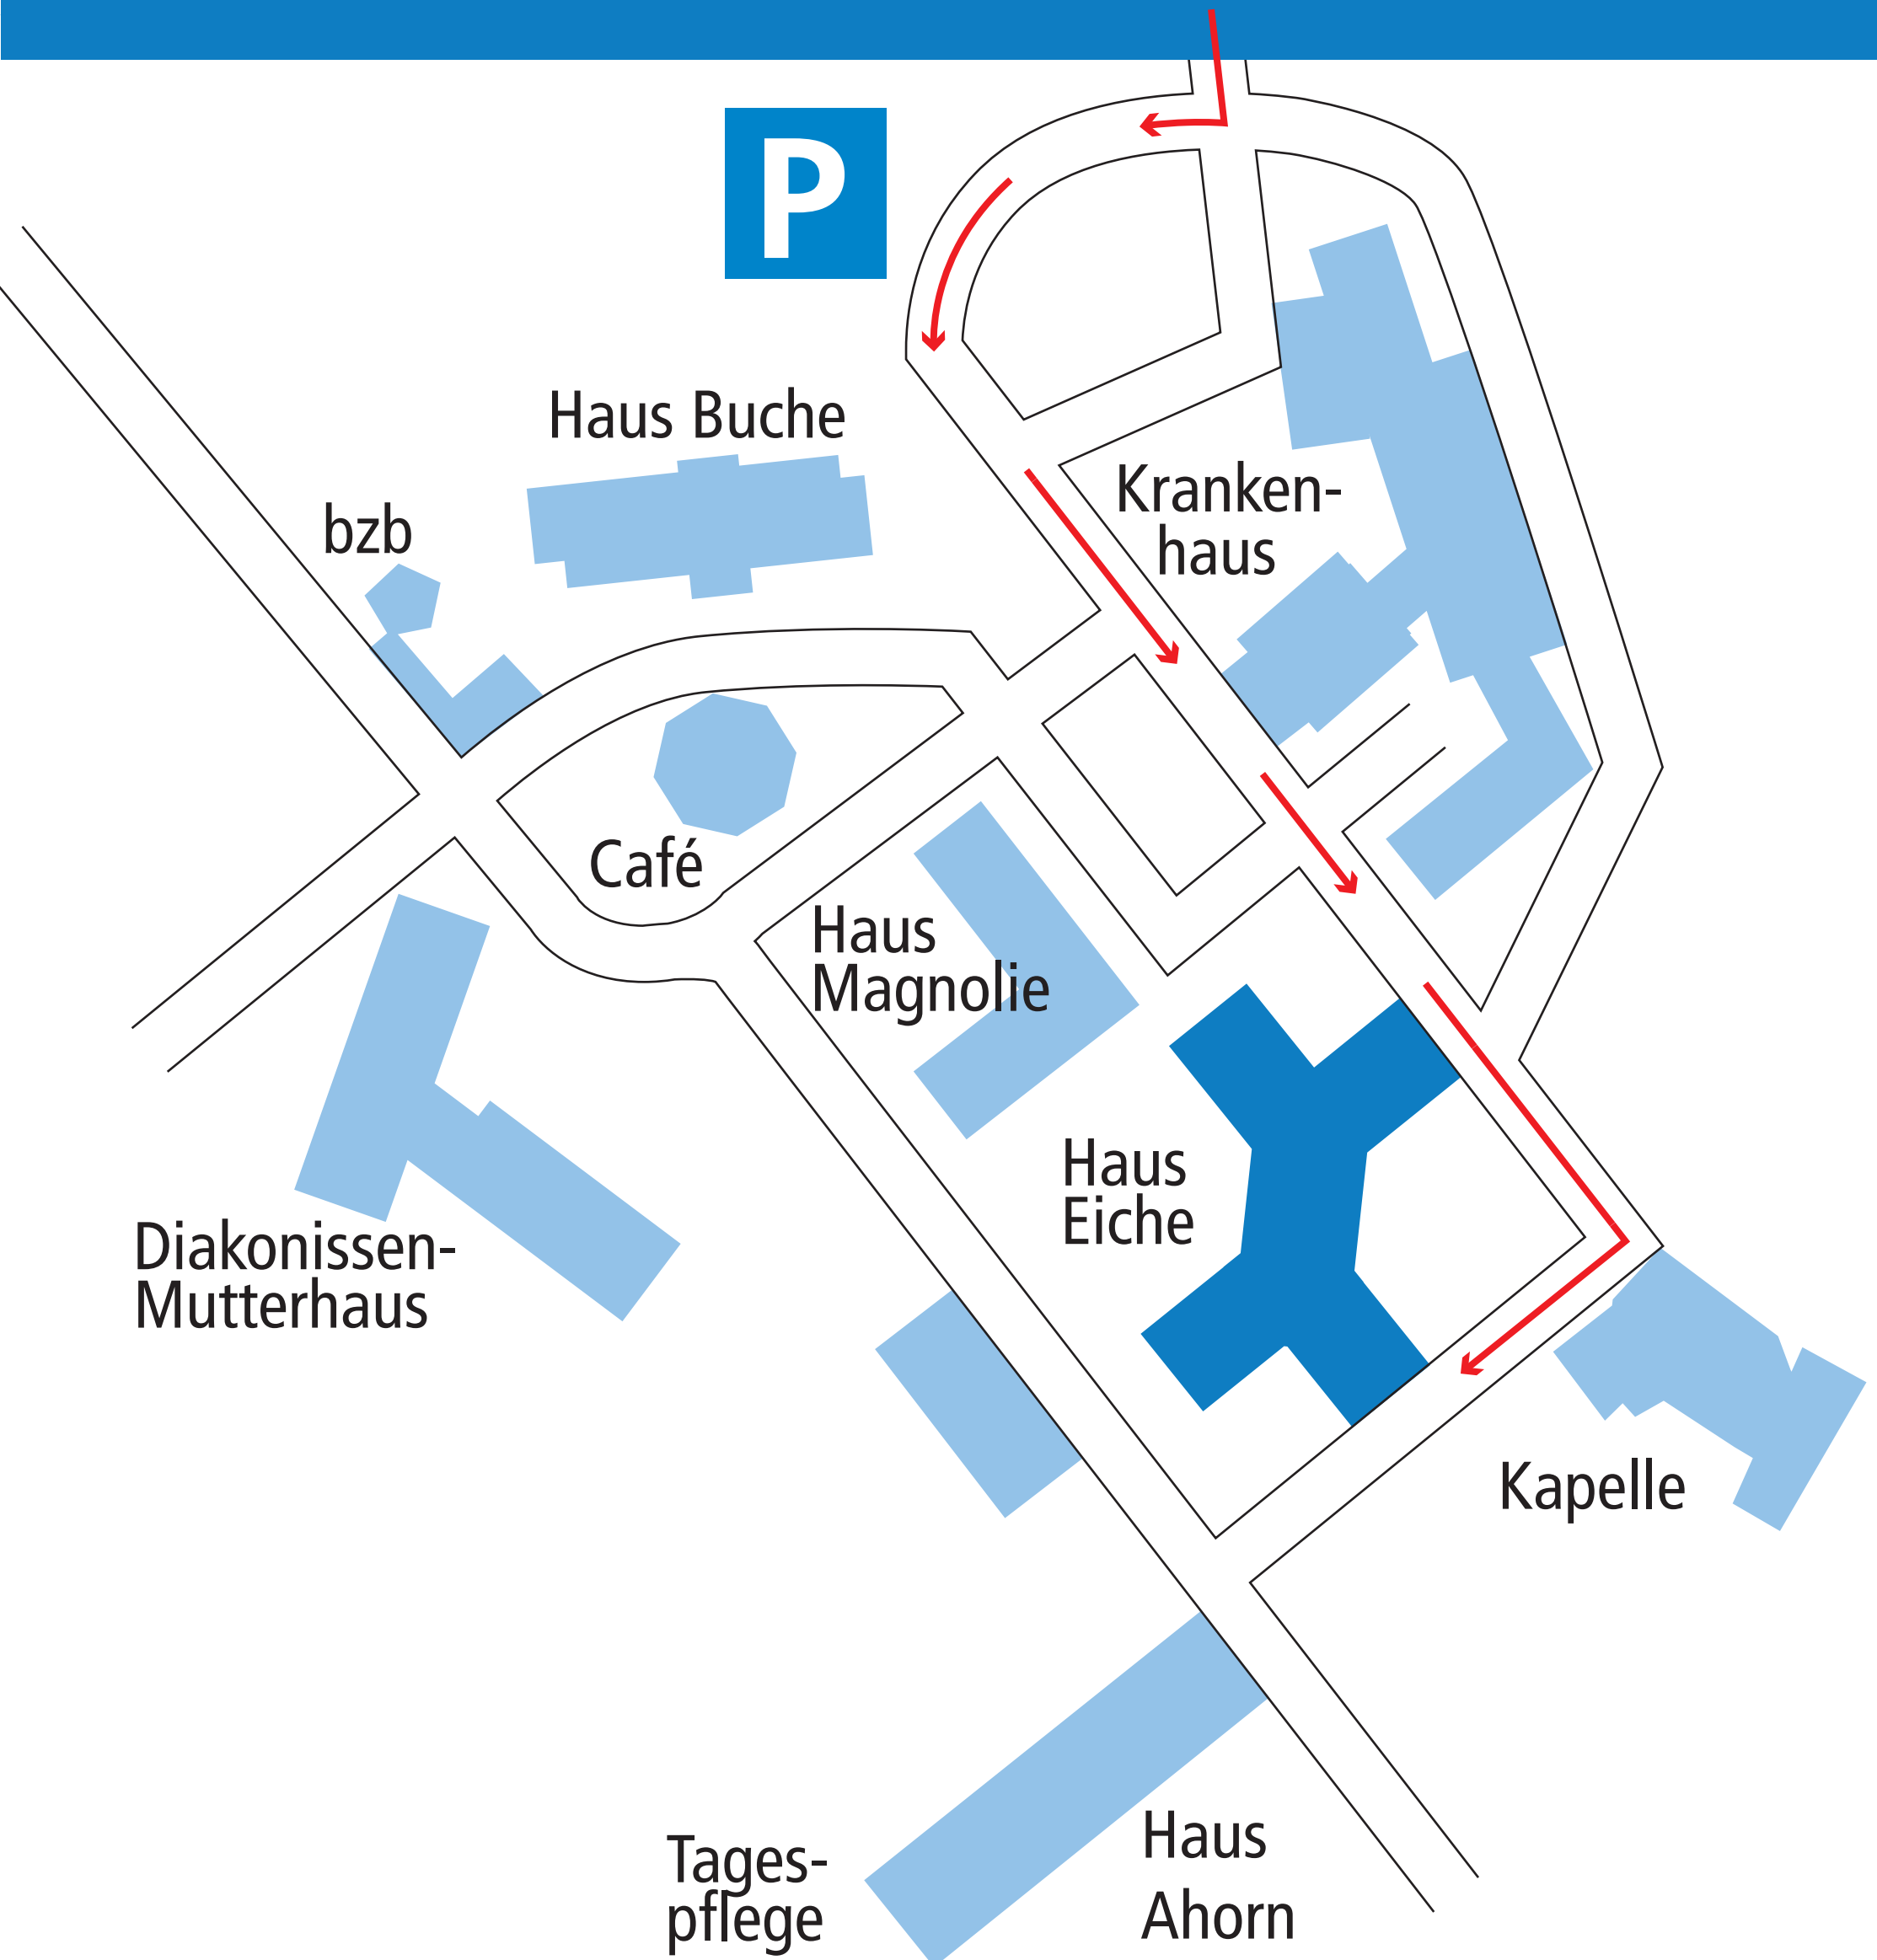 P
Haus Buche
Kranken-
haus
bzb
Café
Haus
Magnolie
Haus
Eiche
Diakonissen-
Mutterhaus
Kapelle
Tages-
pflege
Haus
Ahorn